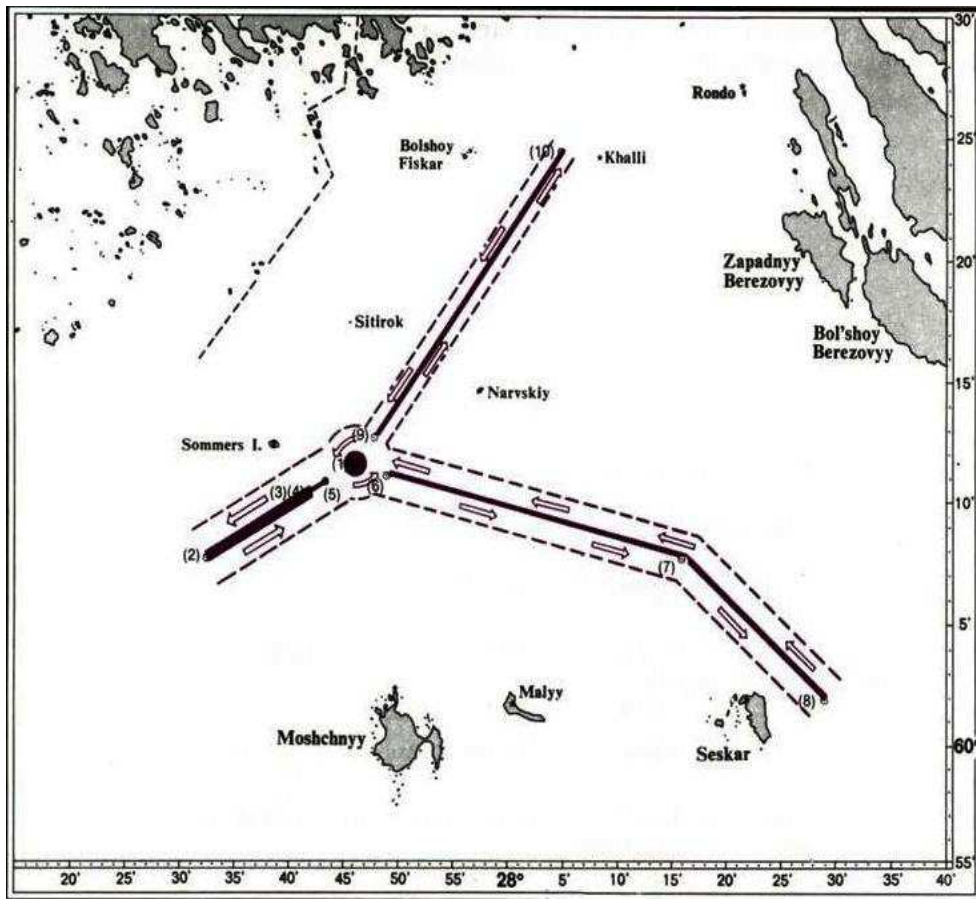 30'
Rondo
Bolshoy
Fiskar
(10)
Khalli
25'
Zapadnyy
Berezovyy
20'
Sitirok
Bol'shoy
Berezovyy
15'
Narvskiy
Sommers I.
(9)
(1
(3)(4)
(5)
(6)
10'
(2)
(7)
5'
Malyy
(8)
Moshchnyy
Seskar
60°
55'
20' 25' 30' 35' 40' 45' 50' 55' 28° 5' 10' 15' 20' 25' 30' 35' 40'